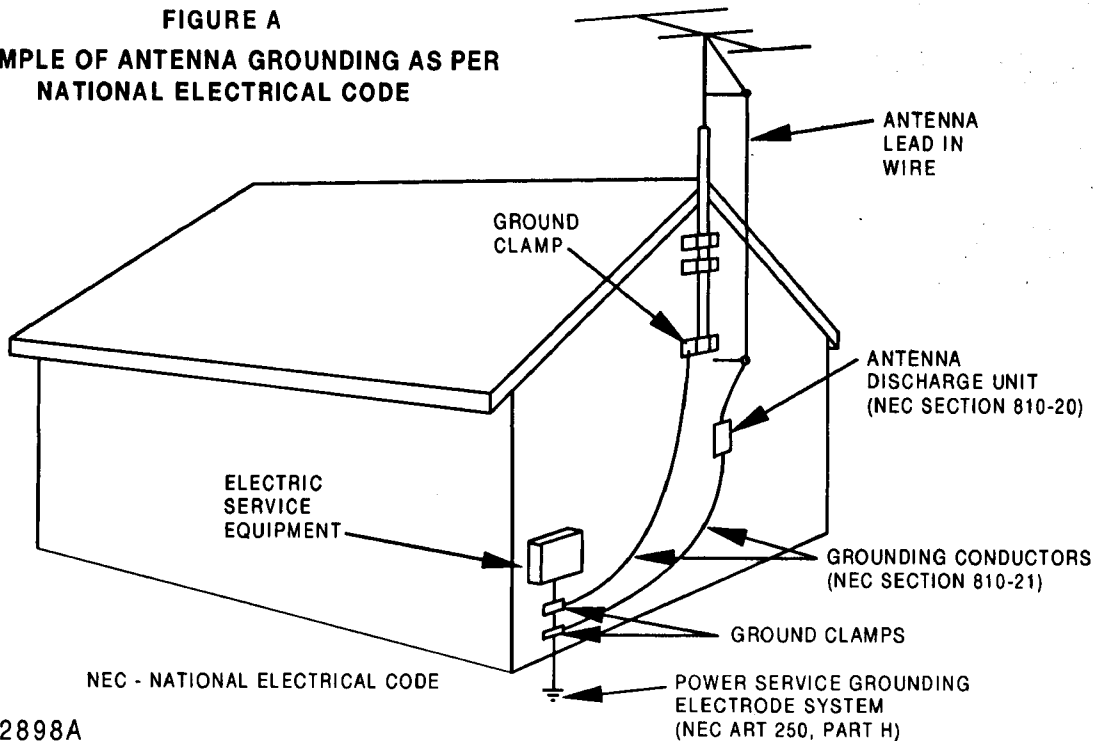 FIGURE A
MPLE OF ANTENNA GROUNDING AS PER
NATIONAL ELECTRICAL CODE
ANTENNA
LEAD IN
WIRE
GROUND
CLAMP
ANTENNA
DISCHARGE UNIT
(NEC SECTION 810-20)
ELECTRIC
SERVICE
EQUIPMENT
GROUNDING CONDUCTORS
(NEC SECTION 810-21)
GROUND CLAMPS
NEC - NATIONAL ELECTRICAL CODE
POWER SERVICE GROUNDING
ELECTRODE SYSTEM
(NEC ART 250, PART H)
2898A